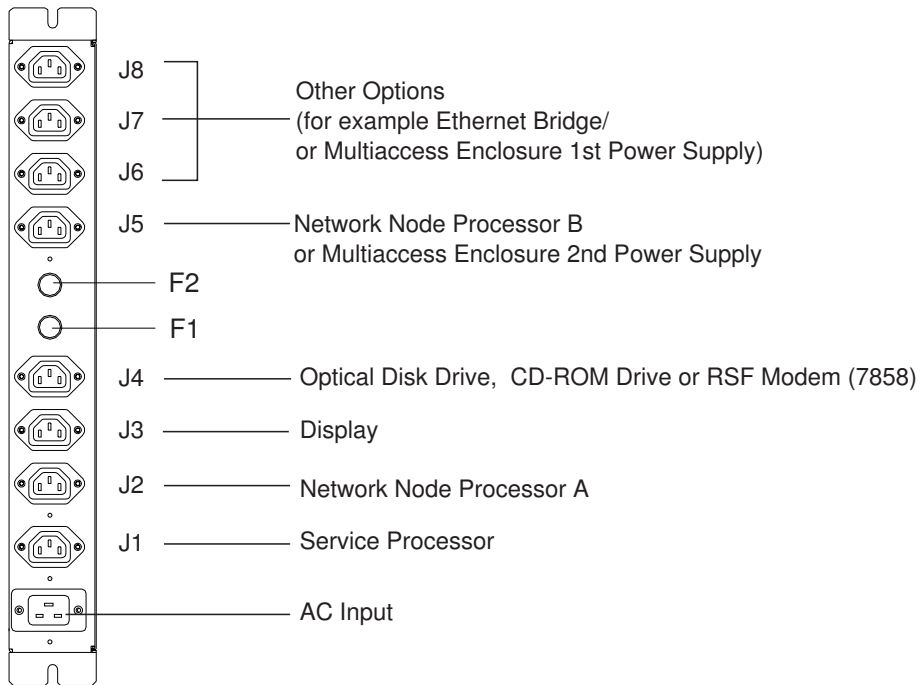 J8
J7
J6
Other Options
(for example Ethernet Bridge/
or Multiaccess Enclosure 1st Power Supply)
J5
Network Node Processor B
or Multiaccess Enclosure 2nd Power Supply
F2
F1
J4
Optical Disk Drive, CD-ROM Drive or RSF Modem (7858)
J3
Display
J2
Network Node Processor A
J1
Service Processor
AC Input